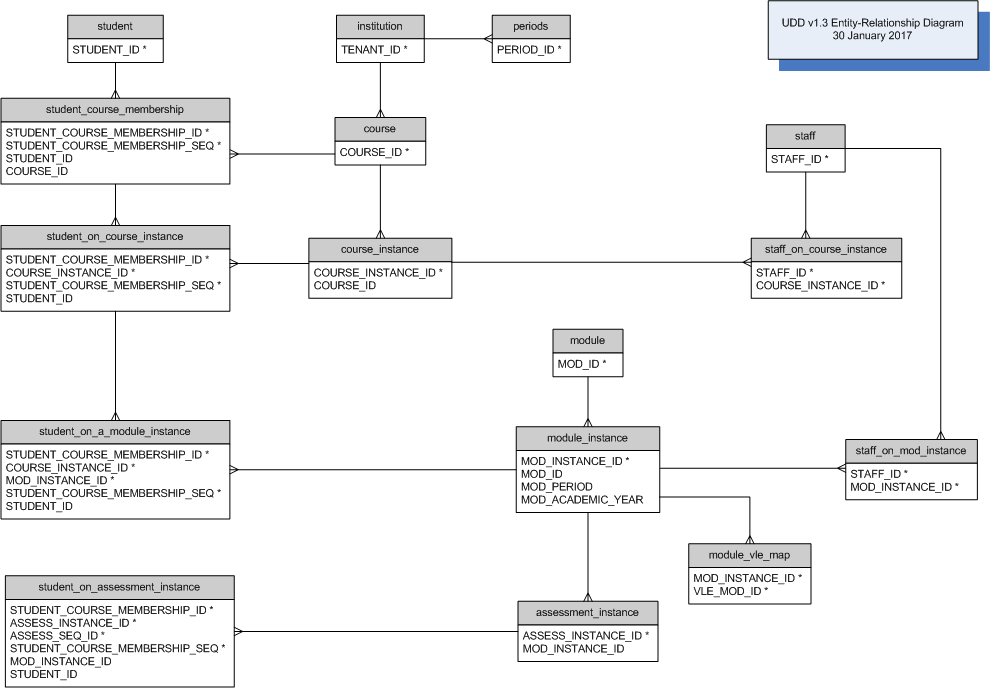 student
STUDENT_ID *
institution
TENANT_ID *
periods
PERIOD_ID *
UDD v1.3 Entity-Relationship Diagram
30 January 2017
student_course_membership
STUDENT_COURSE_MEMBERSHIP_ID *
STUDENT_COURSE_MEMBERSHIP_SEQ *
STUDENT_ID
COURSE_ID
course
COURSE_ID *
staff
STAFF_ID *
student_on_course_instance
STUDENT_COURSE_MEMBERSHIP_ID *
COURSE_INSTANCE_ID *
STUDENT_COURSE_MEMBERSHIP_SEQ *
STUDENT_ID
course_instance
COURSE_INSTANCE_ID *
COURSE_ID
staff_on_course_instance
STAFF_ID *
COURSE_INSTANCE_ID *
module
MOD_ID *
student_on_a_module_instance
STUDENT_COURSE_MEMBERSHIP_ID *
COURSE_INSTANCE_ID *
MOD_INSTANCE_ID *
STUDENT_COURSE_MEMBERSHIP_SEQ *
STUDENT_ID
module_instance
MOD_INSTANCE_ID *
MOD_ID
MOD_PERIOD
MOD_ACADEMIC_YEAR
staff_on_mod_instance
STAFF_ID *
MOD_INSTANCE_ID *
module_vle_map
MOD_INSTANCE_ID *
VLE_MOD_ID *
student_on_assessment_instance
STUDENT_COURSE_MEMBERSHIP_ID *
ASSESS_INSTANCE_ID *
ASSESS_SEQ_ID *
STUDENT_COURSE_MEMBERSHIP_SEQ *
MOD_INSTANCE_ID
STUDENT_ID
assessment_instance
ASSESS_INSTANCE_ID *
MOD_INSTANCE_ID